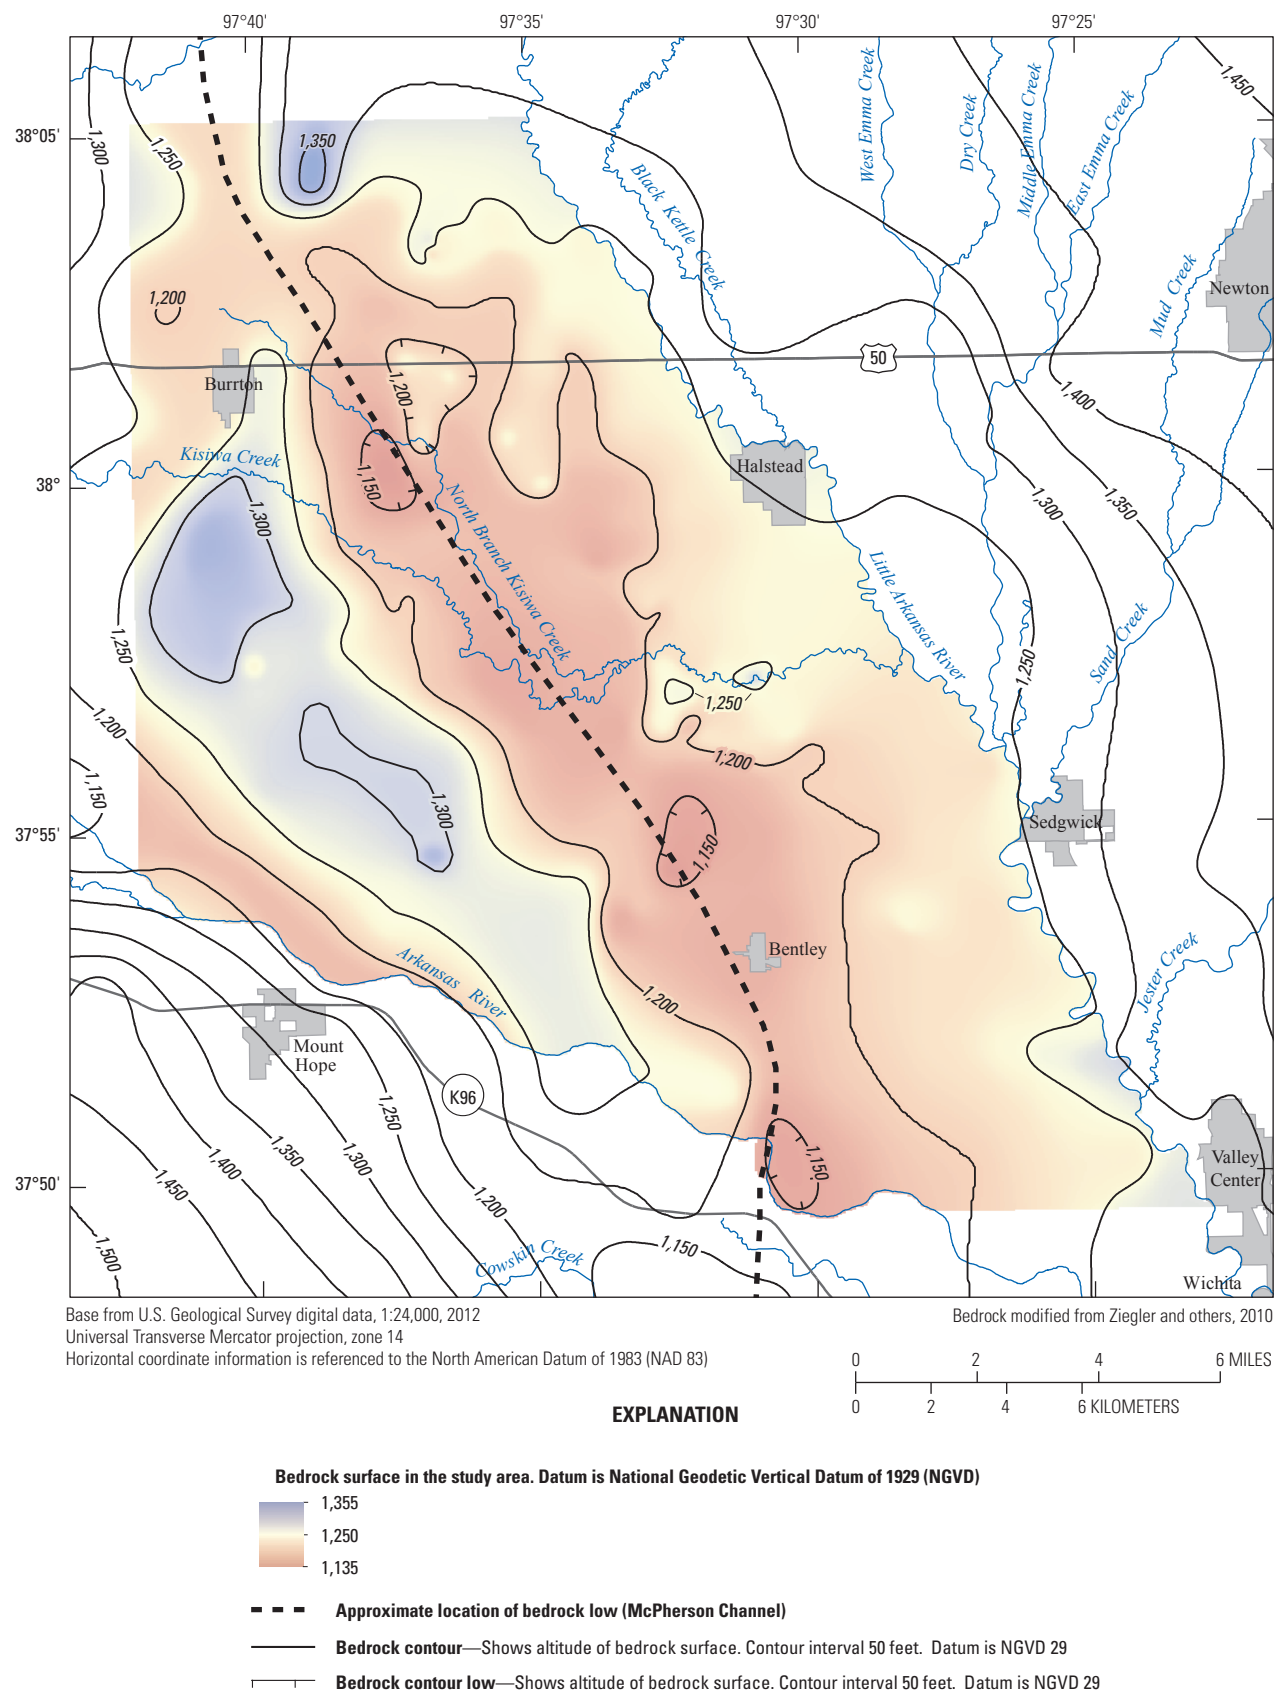 97°40'
97°35'
97°30'
97°25'
38°05'
38°
37°55'
37°50'
1,300
1,250
1,350
1,450
Black Kettle Creek
West Emma Creek
Dry Creek
Middle Emma Creek
East Emma Creek
Mud Creek
Newton
1,200
50
Burrton
1,200
1,400
Kisiwa Creek
1,150
Halstead
1,300
North Branch Kisiwa Creek
1,300
1,350
Little Arkansas River
1,250
Sand Creek
1,250
1,250
1,200
1,200
1,150
1,300
1,150
Sedgwick
Bentley
Arkansas River
1,200
Jester Creek
Mount
Hope
K96
1,250
1,300
1,350
1,400
1,450
1,500
1,200
1,150
1,150
Cowskin Creek
Valley
Center
Wichita
Base from U.S. Geological Survey digital data, 1:24,000, 2012
Universal Transverse Mercator projection, zone 14
Horizontal coordinate information is referenced to the North American Datum of 1983 (NAD 83)
Bedrock modified from Ziegler and others, 2010
0 2 4 6 MILES
0 2 4 6 KILOMETERS
EXPLANATION
Bedrock surface in the study area. Datum is National Geodetic Vertical Datum of 1929 (NGVD)
1,355
1,250
1,135
Approximate location of bedrock low (McPherson Channel)
Bedrock contour—Shows altitude of bedrock surface. Contour interval 50 feet. Datum is NGVD 29
Bedrock contour low—Shows altitude of bedrock surface. Contour interval 50 feet. Datum is NGVD 29